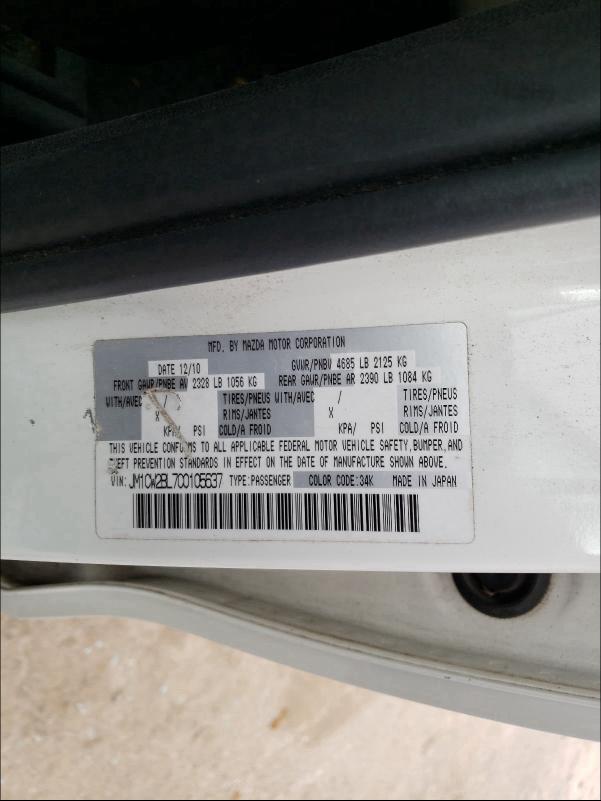 MFD. BY MAZDA MOTOR CORPORATION
DATE 12/10 GVWR/PNBV 4685 LB 2125 KG
FRONT GAWR/PNBE AV 2328 LB 1056 KG REAR GAWR/PNBE AR 2390 LB 1084 KG
WITH/AVEC / TIRES/PNEUS WITH/AVEC / TIRES/PNEUS
X RIMS/JANTES X RIMS/JANTES
KPA/ PSI COLD/A FROID KPA/ PSI COLD/A FROID
THIS VEHICLE CONFORMS TO ALL APPLICABLE FEDERAL MOTOR VEHICLE SAFETY, BUMPER, AND
THEFT PREVENTION STANDARDS IN EFFECT ON THE DATE OF MANUFACTURE SHOWN ABOVE.
VIN: JM1CW2BL7C0105637 TYPE:PASSENGER COLOR CODE:34K MADE IN JAPAN